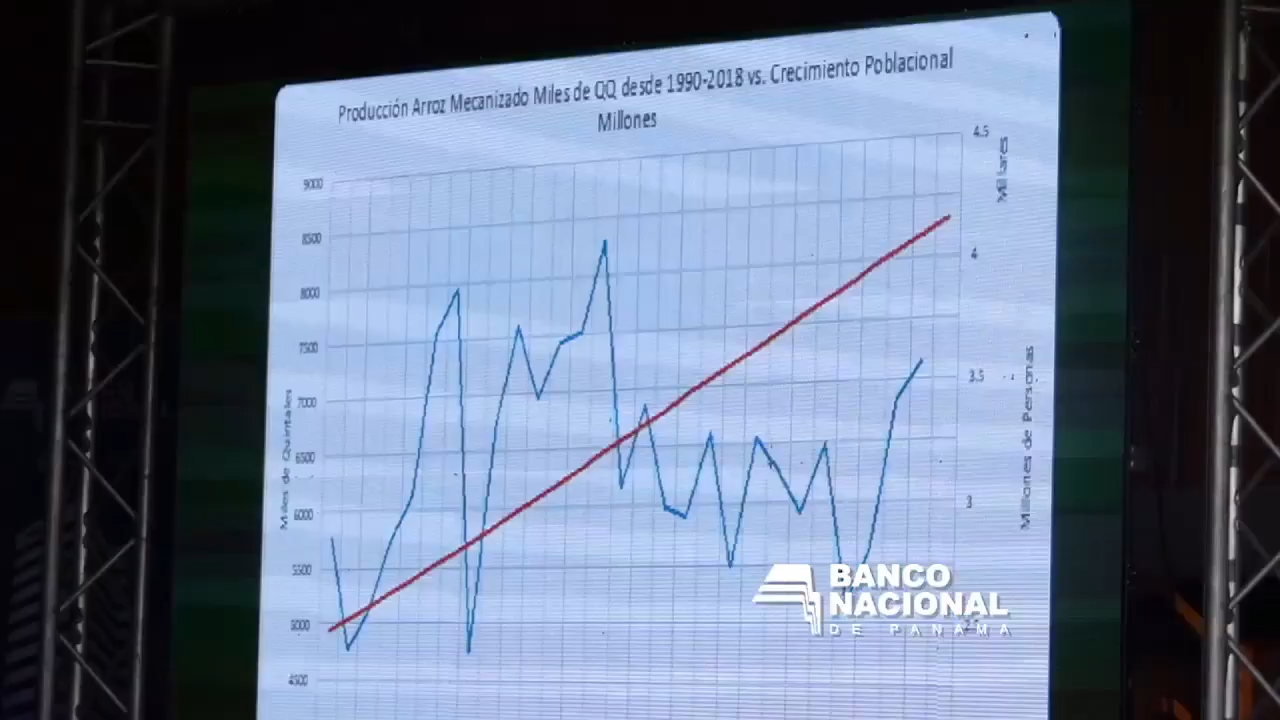 Producción Arroz Mecanizado Miles de QQ desde 1990-2018 vs. Crecimiento Poblacional
Millones
9000
8500
8000
7500
7000
6500
6000
5500
5000
4500
Miles de Quintales
4.5
4
3.5
3
2.5
Millares
Millones de Personas
BANCO
NACIONAL
DE PANAMA